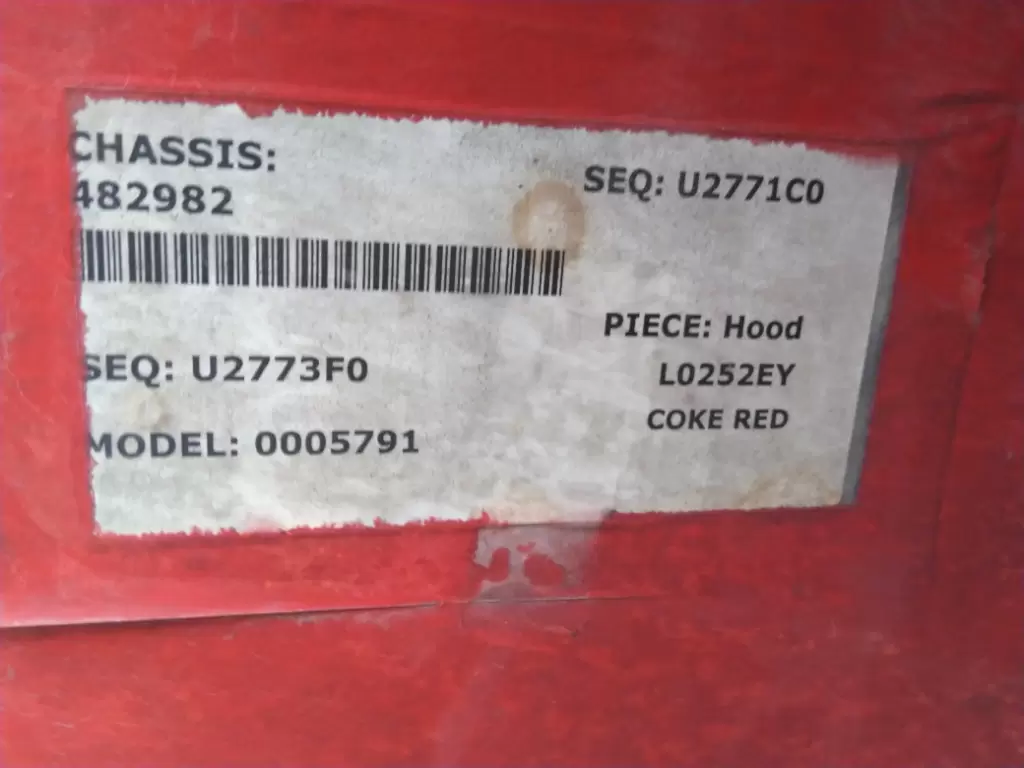 CHASSIS:
482982
SEQ: U2771C0
PIECE: Hood
SEQ: U2773F0
L0252EY
COKE RED
MODEL: 0005791